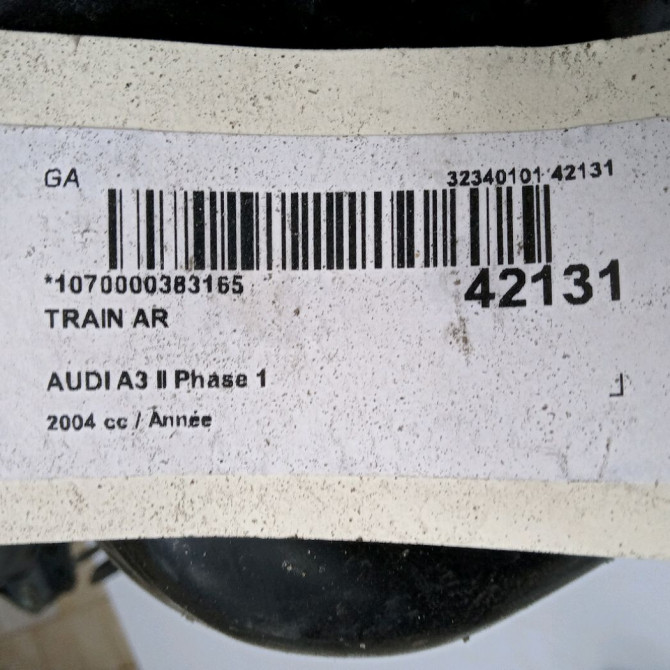 GA 32340101 42131
*1070000383165 42131
TRAIN AR
AUDI A3 II Phase 1
2004 cc / Année